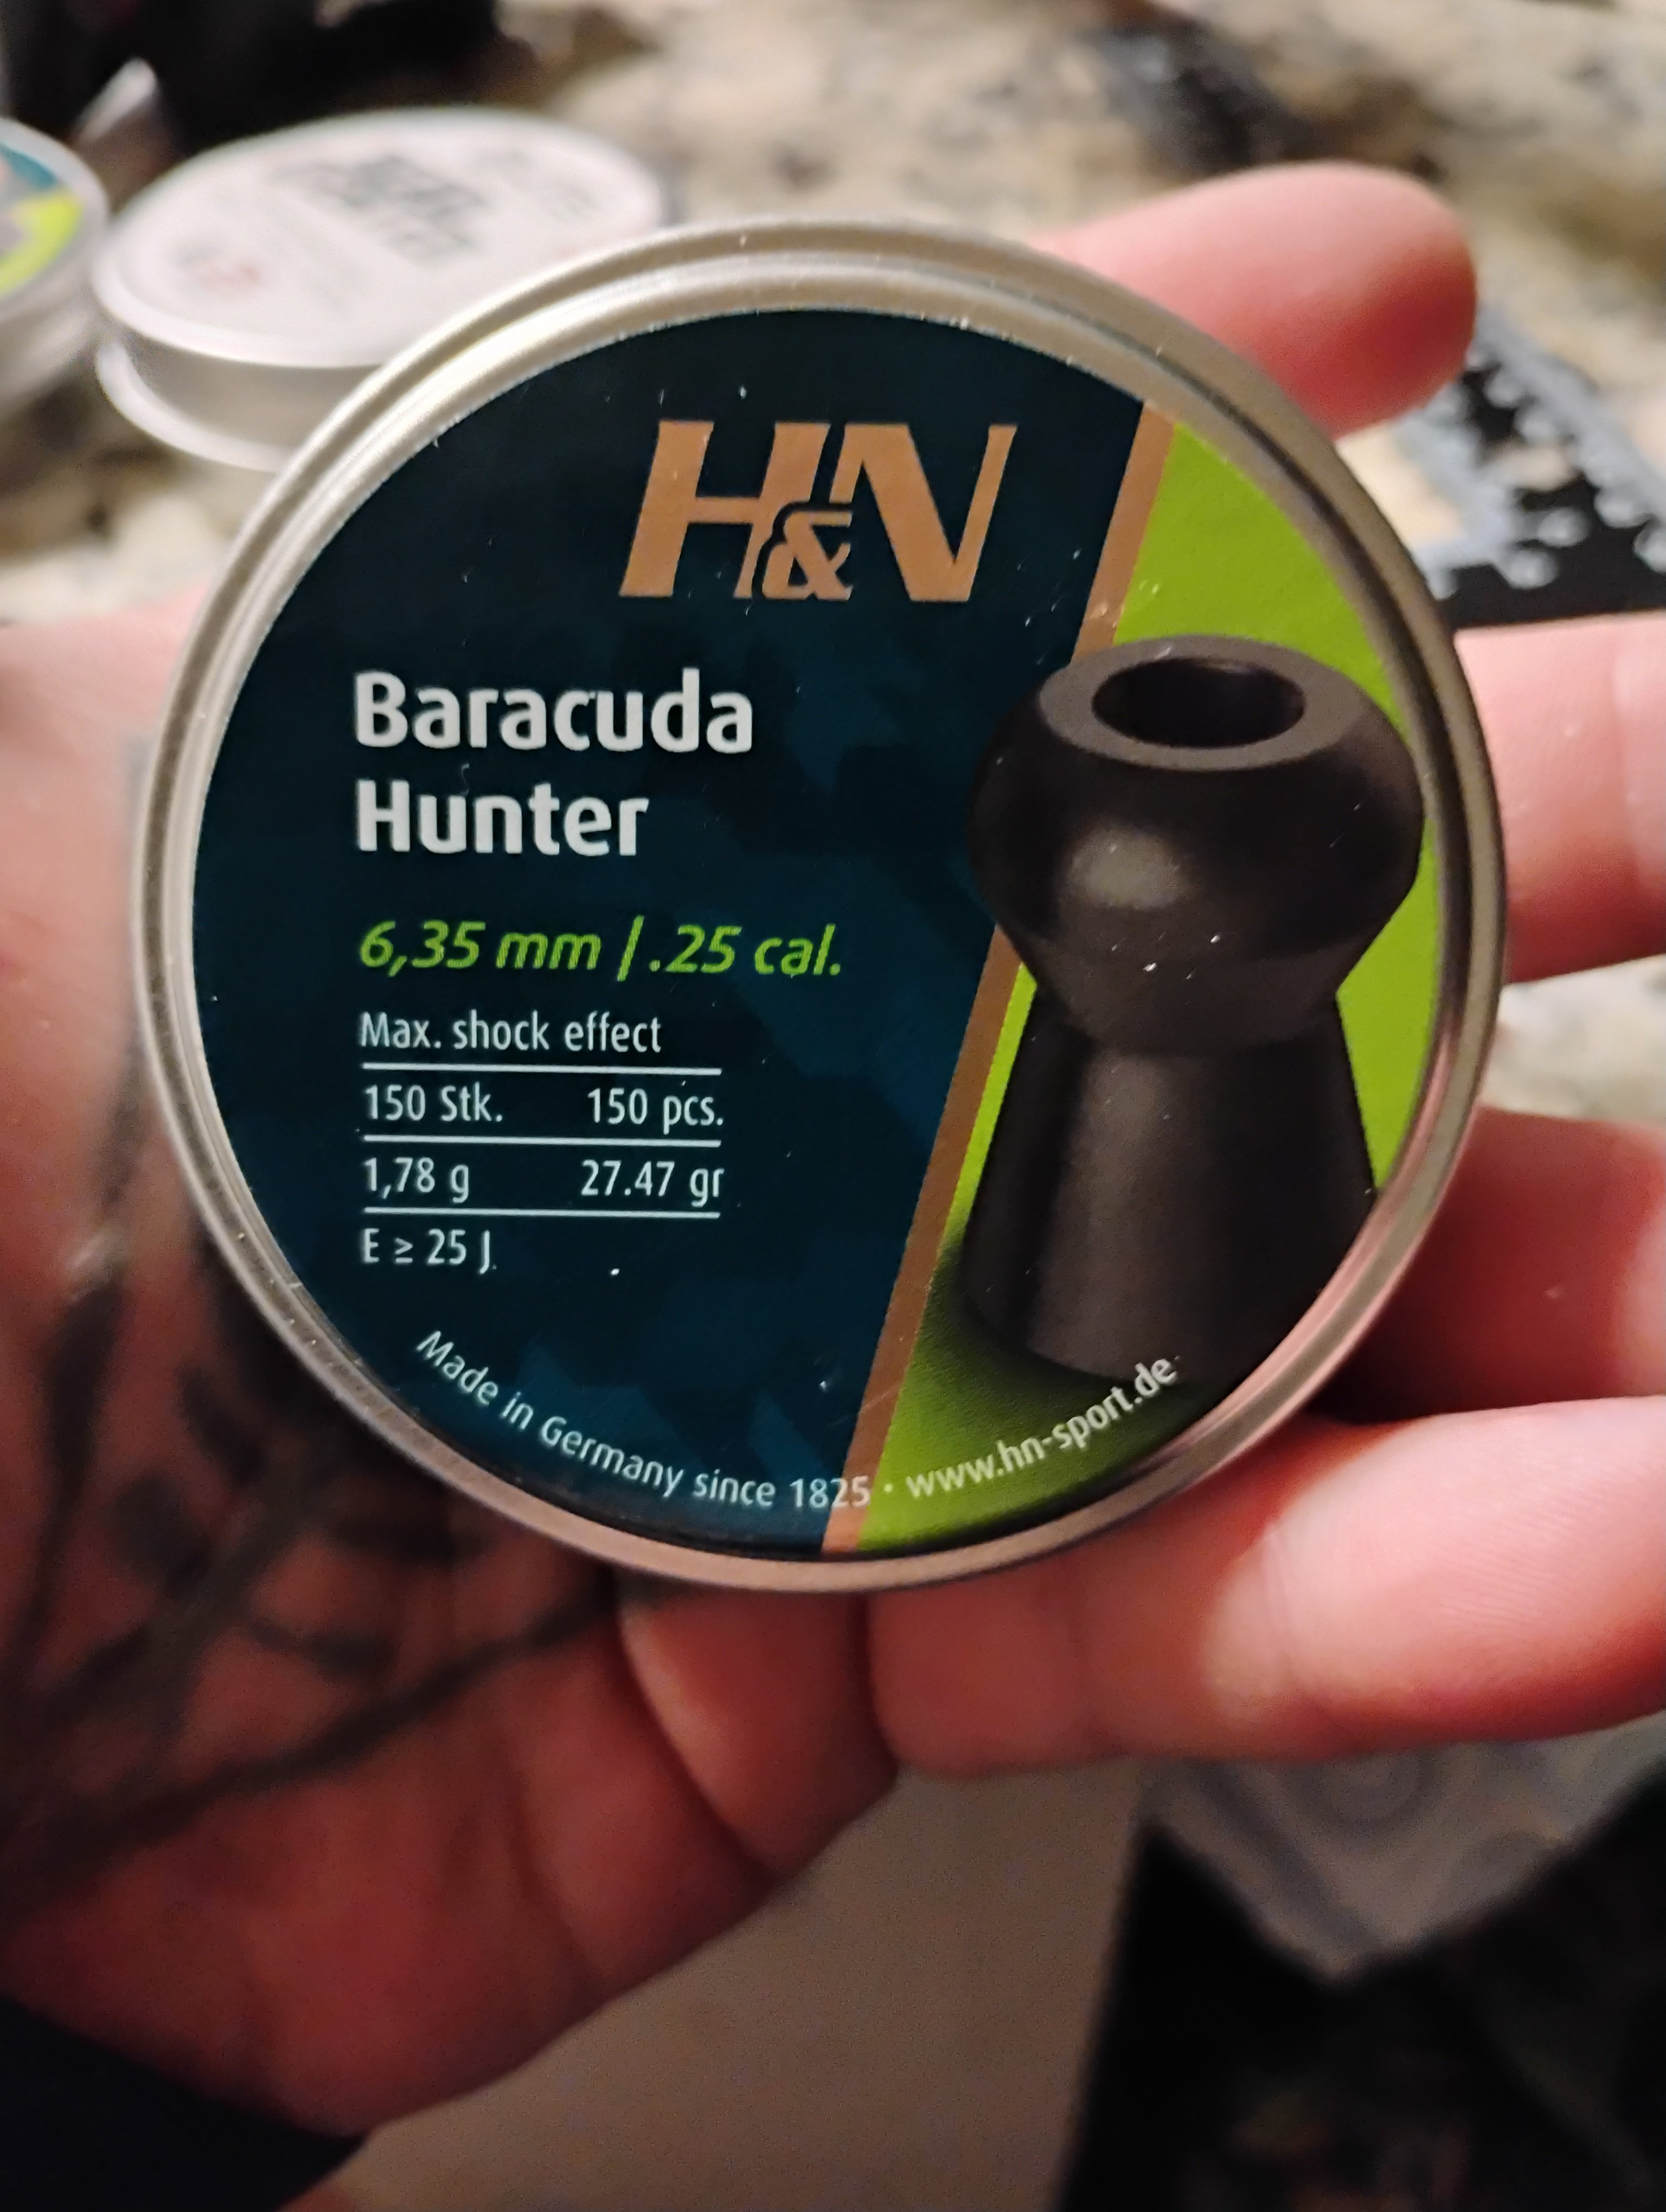 H&N
Baracuda
Hunter
6,35 mm / .25 cal.
Max. shock effect
150 Stk. 150 pcs.
1,78 g 27.47 gr
E ≥ 25 J
Made in Germany since 1825 · www.hn-sport.de